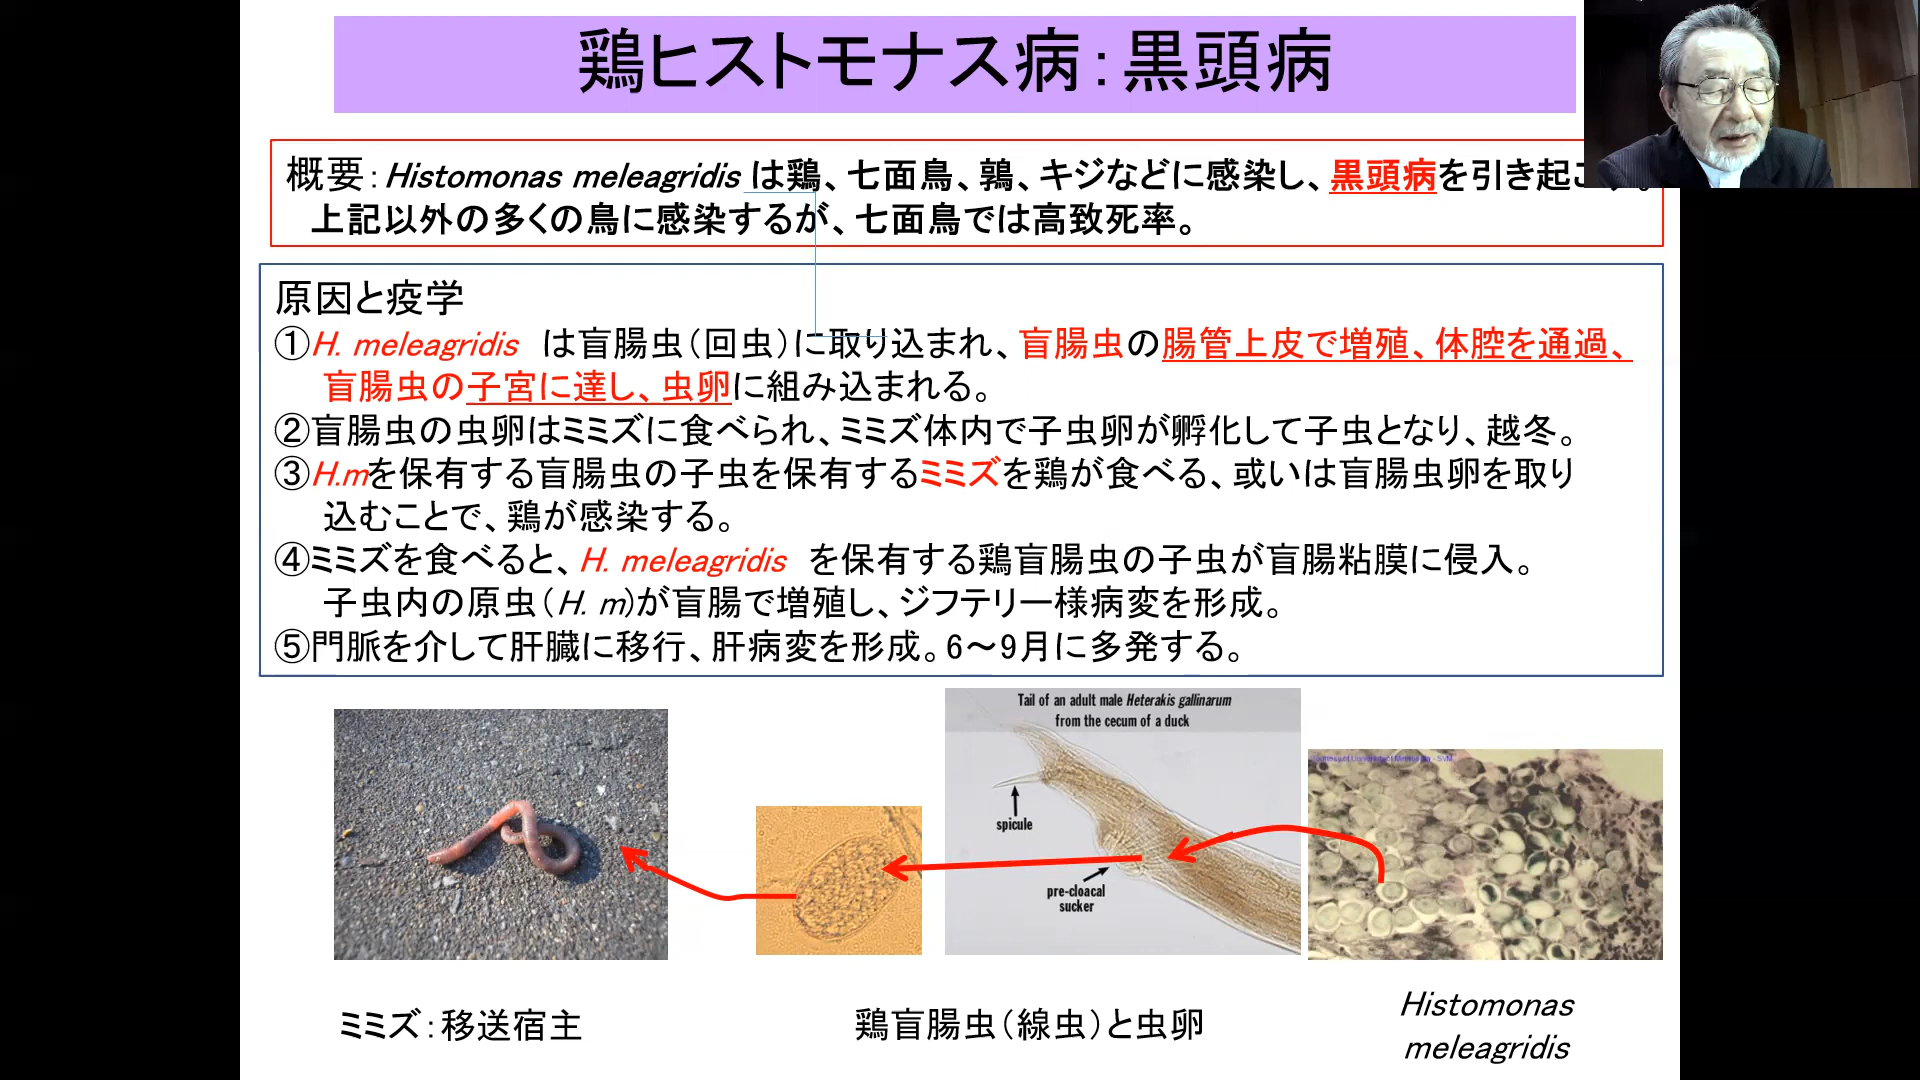 鶏ヒストモナス病：黒頭病
概要：Histomonas meleagridis は鶏、七面鳥、鶉、キジなどに感染し、黒頭病を引き起こ
上記以外の多くの鳥に感染するが、七面鳥では高致死率。
原因と疫学
①H. meleagridis　は盲腸虫（回虫）に取り込まれ、盲腸虫の腸管上皮で増殖、体腔を通過、
盲腸虫の子宮に達し、虫卵に組み込まれる。
②盲腸虫の虫卵はミミズに食べられ、ミミズ体内で子虫卵が孵化して子虫となり、越冬。
③H.mを保有する盲腸虫の子虫を保有するミミズを鶏が食べる、或いは盲腸虫卵を取り
込むことで、鶏が感染する。
④ミミズを食べると、H. meleagridis　を保有する鶏盲腸虫の子虫が盲腸粘膜に侵入。
子虫内の原虫（H. m)が盲腸で増殖し、ジフテリー様病変を形成。
⑤門脈を介して肝臓に移行、肝病変を形成。6～9月に多発する。
Tail of an adult male Heterakis gallinarum
from the cecum of a duck
spicule
pre-cloacal
sucker
ミミズ：移送宿主
鶏盲腸虫（線虫）と虫卵
Histomonas
meleagridis